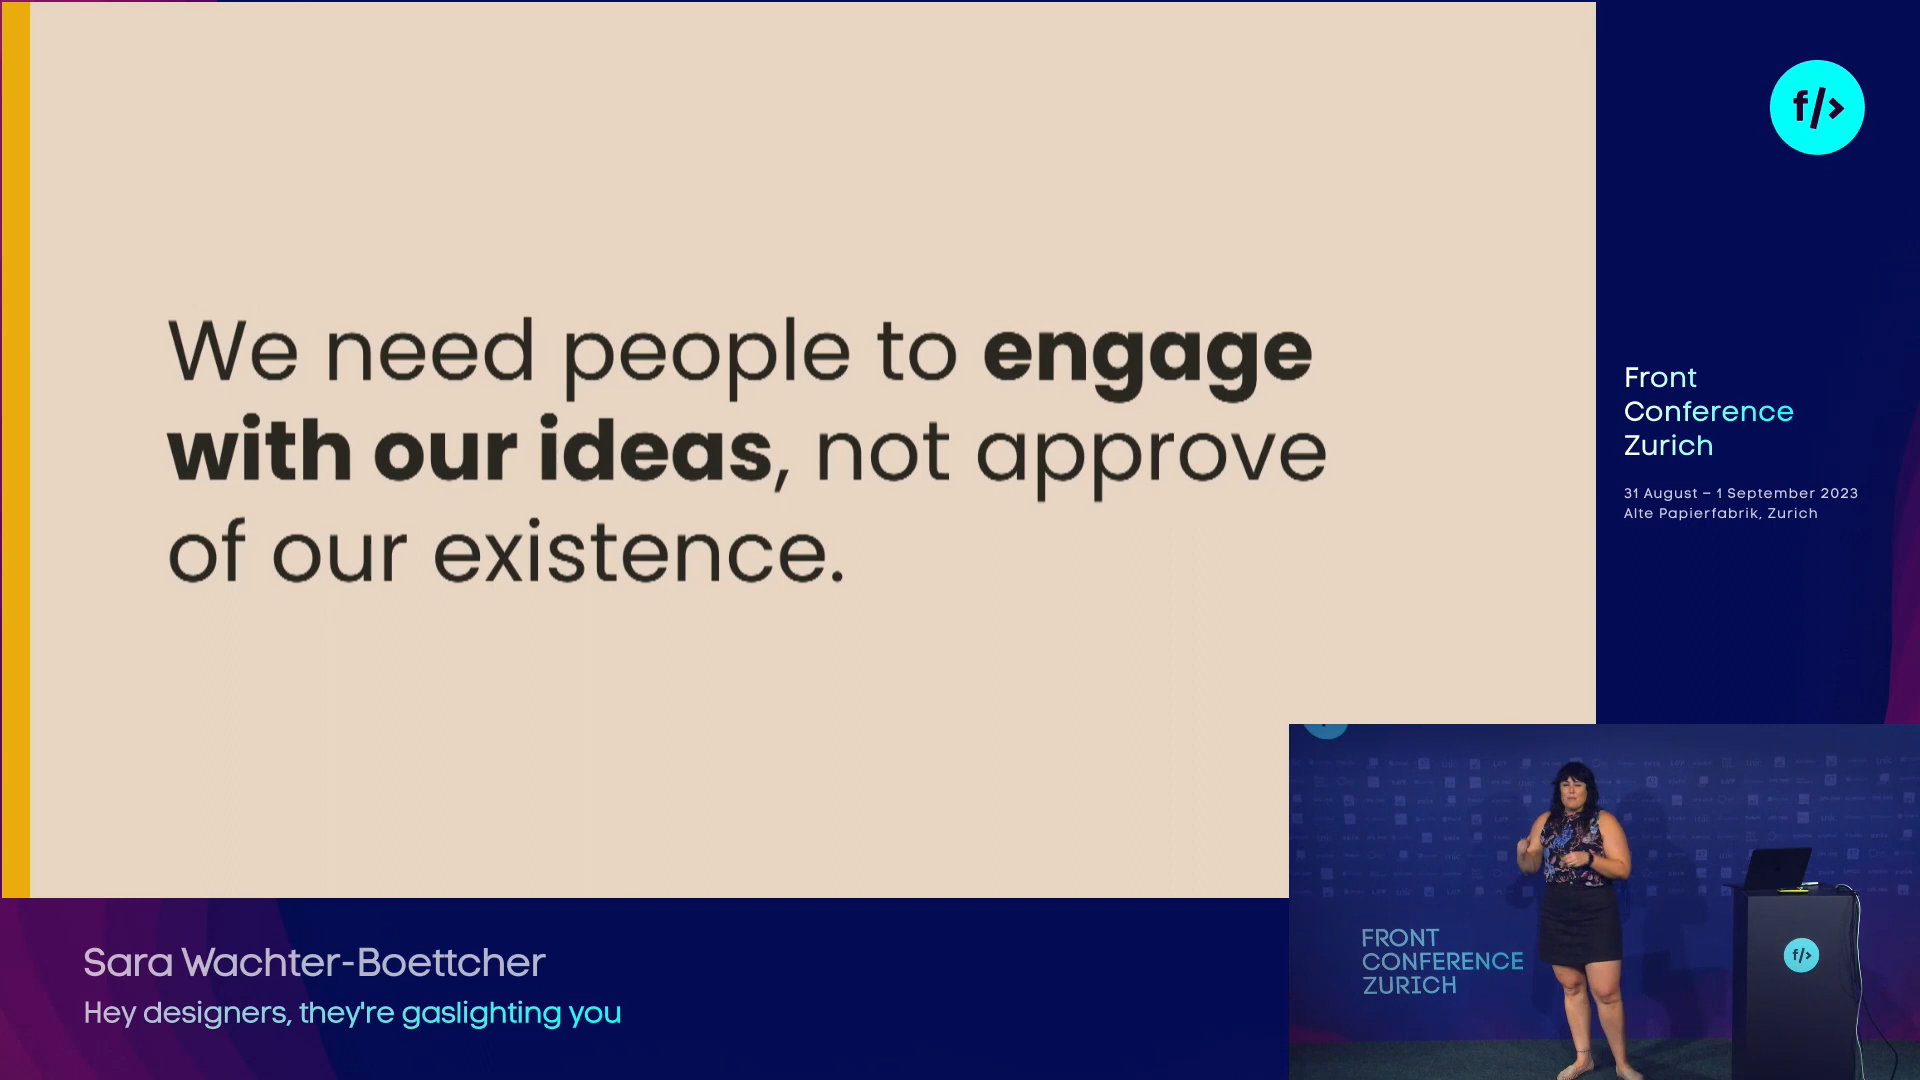 We need people to engage
with our ideas, not approve
of our existence.
f/>
Front
Conference
Zurich
31 August – 1 September 2023
Alte Papierfabrik, Zurich
Sara Wachter-Boettcher
Hey designers, they're gaslighting you
FRONT
CONFERENCE
ZURICH
f/>